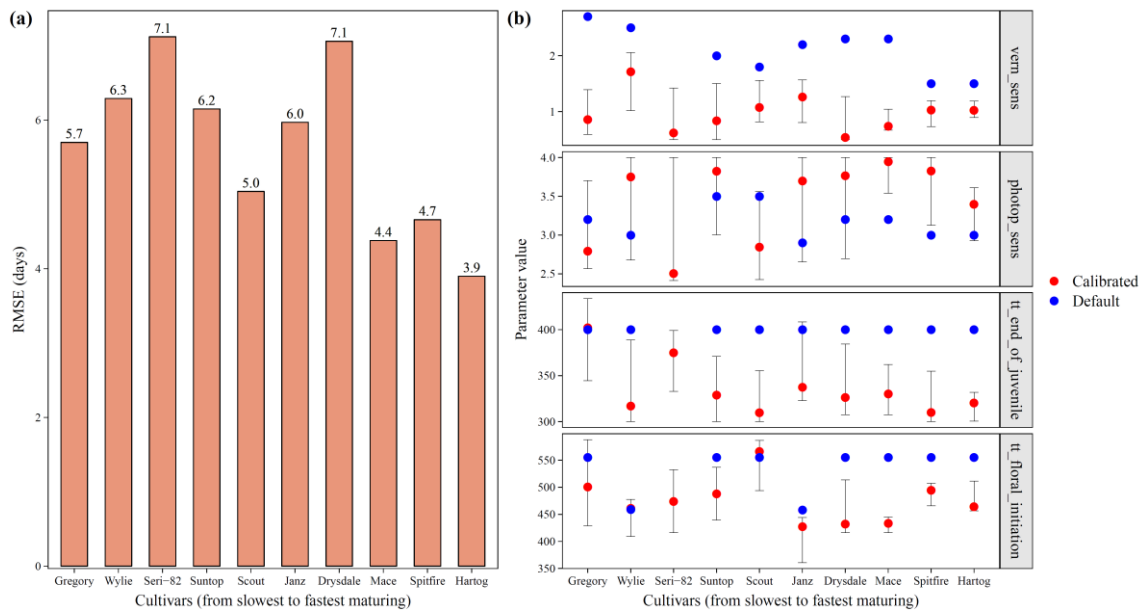 (a)
RMSE (days)
0
2
4
6
5.7
6.3
7.1
6.2
5.0
6.0
7.1
4.4
4.7
3.9
Gregory Wylie Seri−82 Suntop Scout Janz Drysdale Mace Spitfire Hartog
Cultivars (from slowest to fastest maturing)
(b)
Parameter value
1
2
vern_sens
2.5
3.0
3.5
4.0
photop_sens
300
350
400
tt_end_of_juvenile
350
400
450
500
550
tt_floral_initiation
Gregory Wylie Seri−82 Suntop Scout Janz Drysdale Mace Spitfire Hartog
Cultivars (from slowest to fastest maturing)
Calibrated
Default